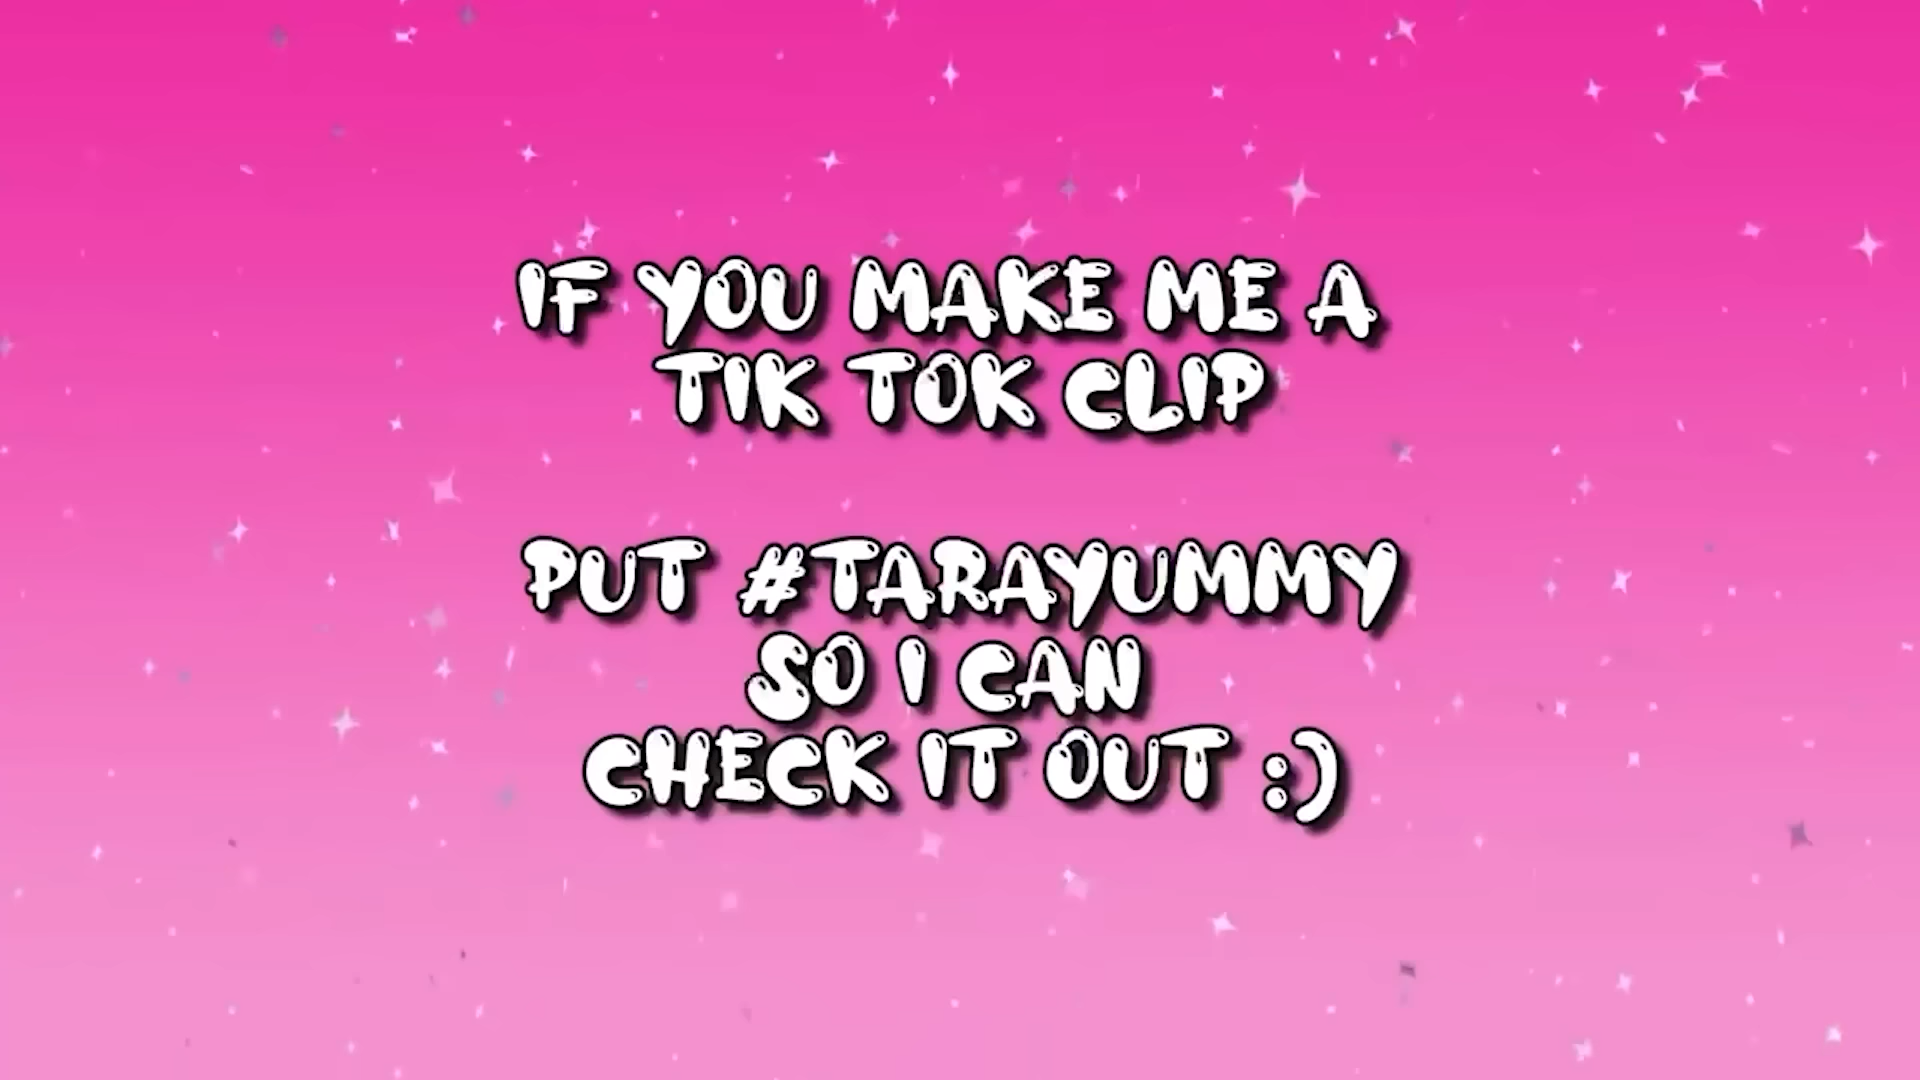 IF YOU MAKE ME A
TIK TOK CLIP
PUT #TARAYUMMY
SO I CAN
CHECK IT OUT :)